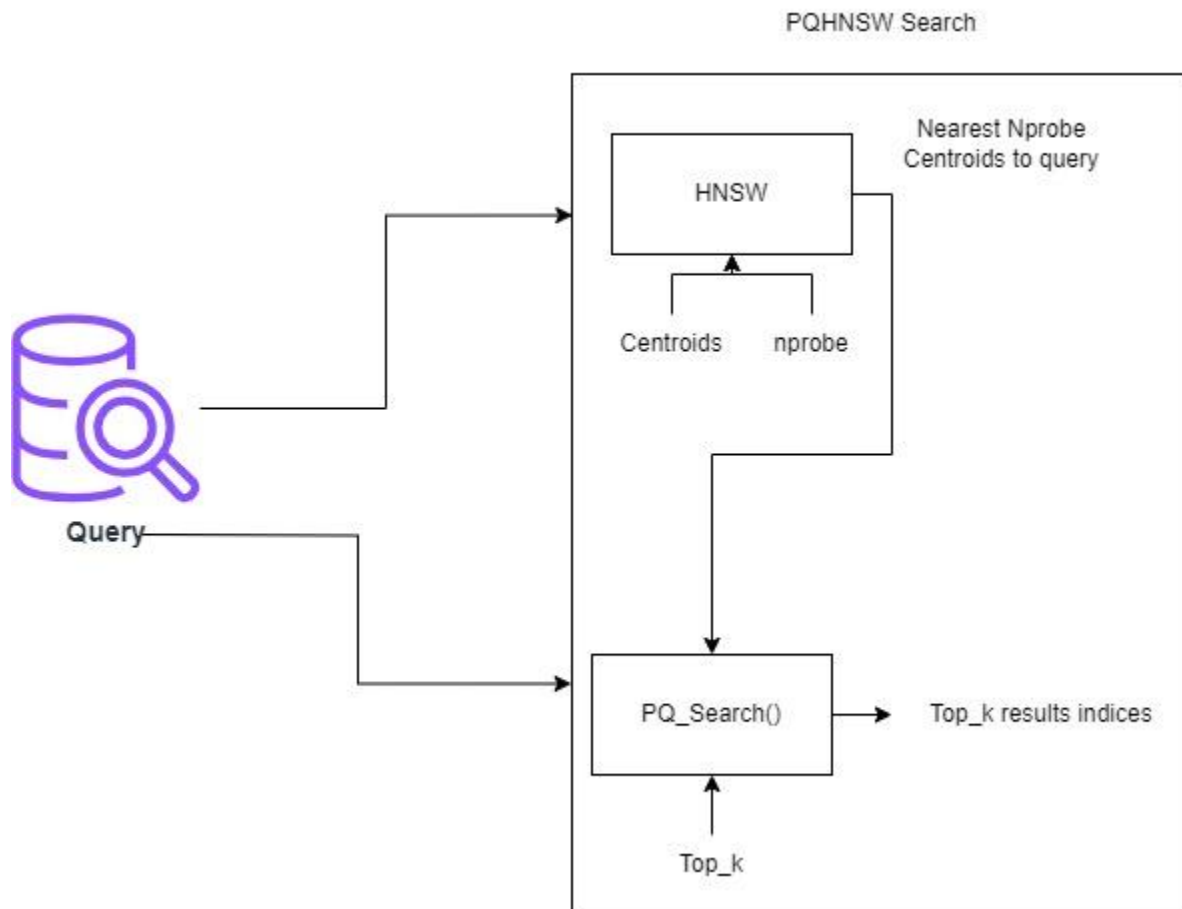 PQHNSW Search
Nearest Nprobe
Centroids to query
HNSW
Centroids
nprobe
Query
PQ_Search()
Top_k results indices
Top_k